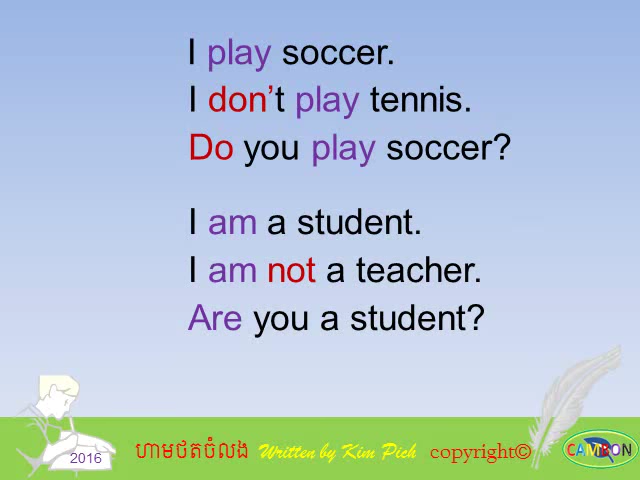 I play soccer.
I don't play tennis.
Do you play soccer?
I am a student.
I am not a teacher.
Are you a student?
2016
ហាមថតចំលង Written by Kim Pich copyright©
CAMBON